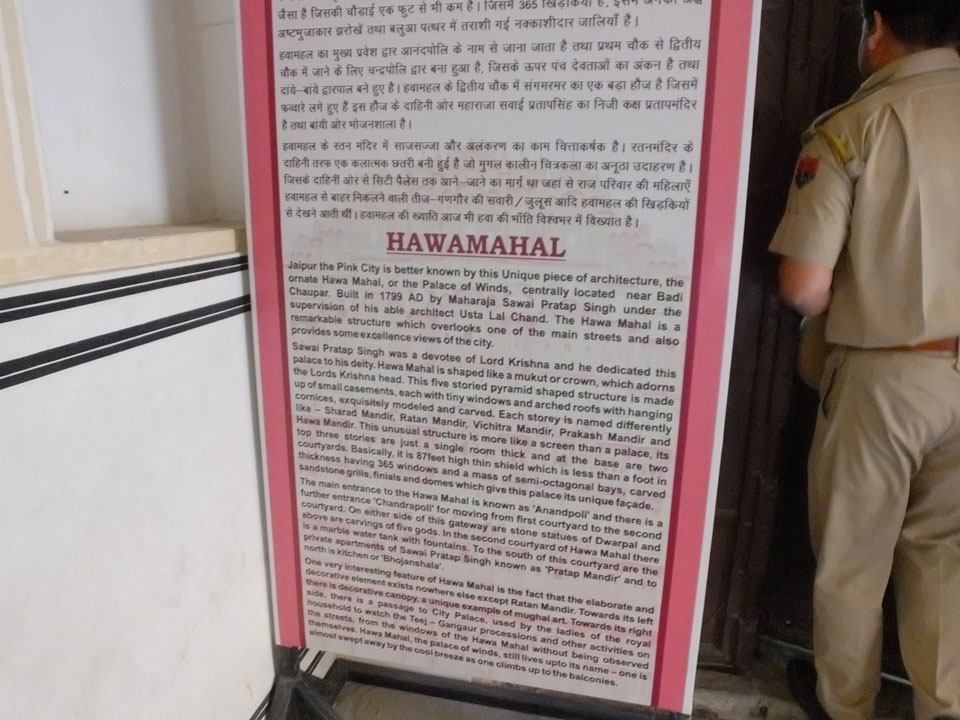 जैसा है जिसकी चौडाई एक फुट से भी कम है। जिसमें 365 खिड़कियाँ है,
अष्टभुजाकार झरोखें तथा बलुआ पत्थर में तराशी गई नक्काशीदार जालियाँ है।
हवामहल का मुख्य प्रवेश द्वार आनंदपोलि के नाम से जाना जाता है तथा प्रथम चौक से द्वितीय
चौक में जाने के लिए चन्द्रपोलि द्वार बना हुआ है, जिसके ऊपर पंच देवताओं का अंकन है तथा
दांये–बांये द्वारपाल बने हुए है। हवामहल के द्वितीय चौक में संगमरमर का एक बड़ा हौज है जिसमें
फव्वारे लगे हुए हैं इस हौज के दाहिनी ओर महाराजा सवाई प्रतापसिंह का निजी कक्ष प्रतापमंदिर
है तथा बांयी ओर भोजनशाला है।
हवामहल के रतन मंदिर में साजसज्जा और अलंकरण का काम चित्ताकर्षक है। रतनमंदिर के
दाहिनी तरफ एक कलात्मक छतरी बनी हुई है जो मुगल कालीन चित्रकला का अनूठा उदाहरण है।
जिसके दाहिनी ओर से सिटी पैलेस तक आने–जाने का मार्ग था जहां से राज परिवार की महिलाएँ
हवामहल से बाहर निकलने वाली तीज–गणगौर की सवारी / जुलूस आदि हवामहल की खिड़कियों
से देखने आती थीं। हवामहल की ख्याति आज भी हवा की भाँति विश्वभर में विख्यात है।
HAWAMAHAL
Jaipur the Pink City is better known by this Unique piece of architecture, the
ornate Hawa Mahal, or the Palace of Winds, centrally located near Badi
Chaupar. Built in 1799 AD by Maharaja Sawai Pratap Singh under the
supervision of his able architect Usta Lal Chand. The Hawa Mahal is a
remarkable structure which overlooks one of the main streets and also
provides some excellence views of the city.
Sawai Pratap Singh was a devotee of Lord Krishna and he dedicated this
palace to his deity. Hawa Mahal is shaped like a mukut or crown, which adorns
the Lords Krishna head. This five storied pyramid shaped structure is made
up of small casements, each with tiny windows and arched roofs with hanging
cornices, exquisitely modeled and carved. Each storey is named differently
like – Sharad Mandir, Ratan Mandir, Vichitra Mandir, Prakash Mandir and
Hawa Mandir. This unusual structure is more like a screen than a palace, its
top three stories are just a single room thick and at the base are two
courtyards. Basically, it is 87feet high thin shield which is less than a foot in
thickness having 365 windows and a mass of semi-octagonal bays, carved
sandstone grills, finials and domes which give this palace its unique façade.
The main entrance to the Hawa Mahal is known as 'Anandpoli' and there is a
further entrance 'Chandrapoli' for moving from first courtyard to the second
courtyard. On either side of this gateway are stone statues of Dwarpal and
above are carvings of five gods. In the second courtyard of Hawa Mahal there
is a marble water tank with fountains. To the south of this courtyard are the
private apartments of Sawai Pratap Singh known as 'Pratap Mandir' and to
north is kitchen or 'Bhojanshala'.
One very interesting feature of Hawa Mahal is the fact that the elaborate and
decorative element exists nowhere else except Ratan Mandir. Towards its left
there is decorative canopy, a unique example of mughal art. Towards its right
side, there is a passage to City Palace, used by the ladies of the royal
household to watch the Teej – Gangaur processions and other activities on
the streets, from the windows of the Hawa Mahal without being observed
themselves. Hawa Mahal, the palace of winds, still lives upto its name – one is
almost swept away by the cool breeze as one climbs up to the balconies.